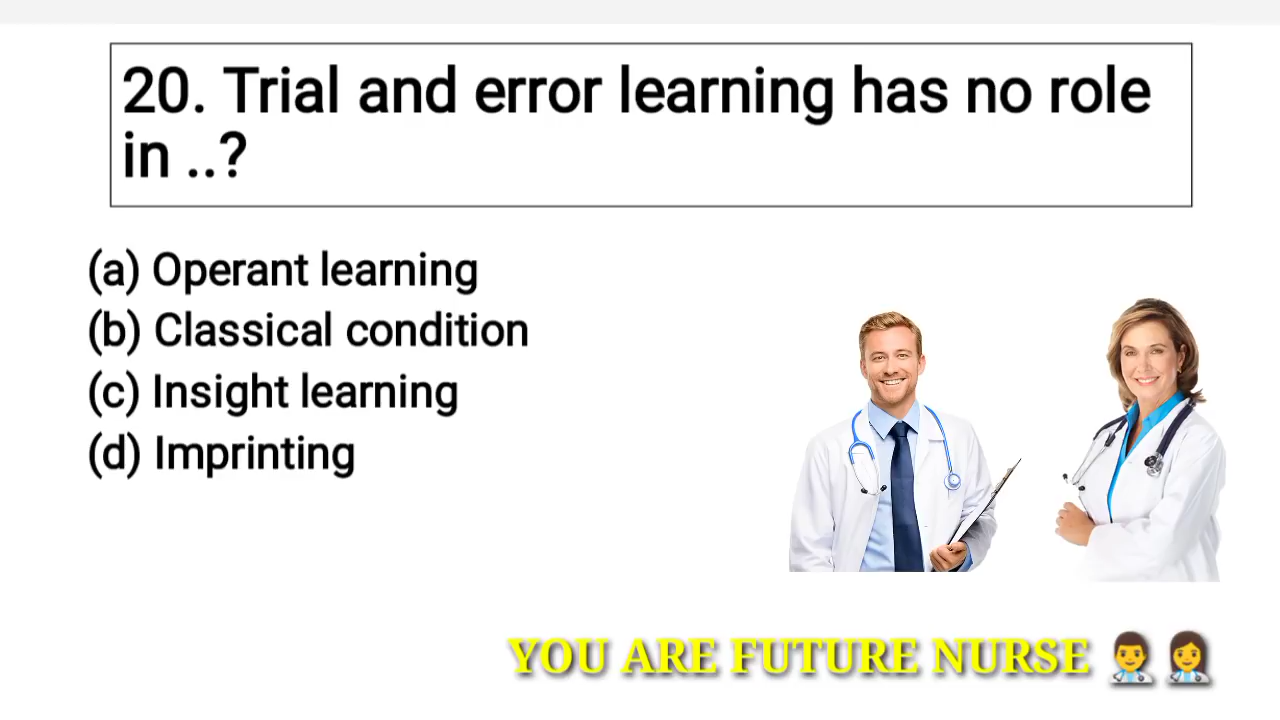 20. Trial and error learning has no role
in ..?
(a) Operant learning
(b) Classical condition
(c) Insight learning
(d) Imprinting
YOU ARE FUTURE NURSE 👨‍⚕️👩‍⚕️